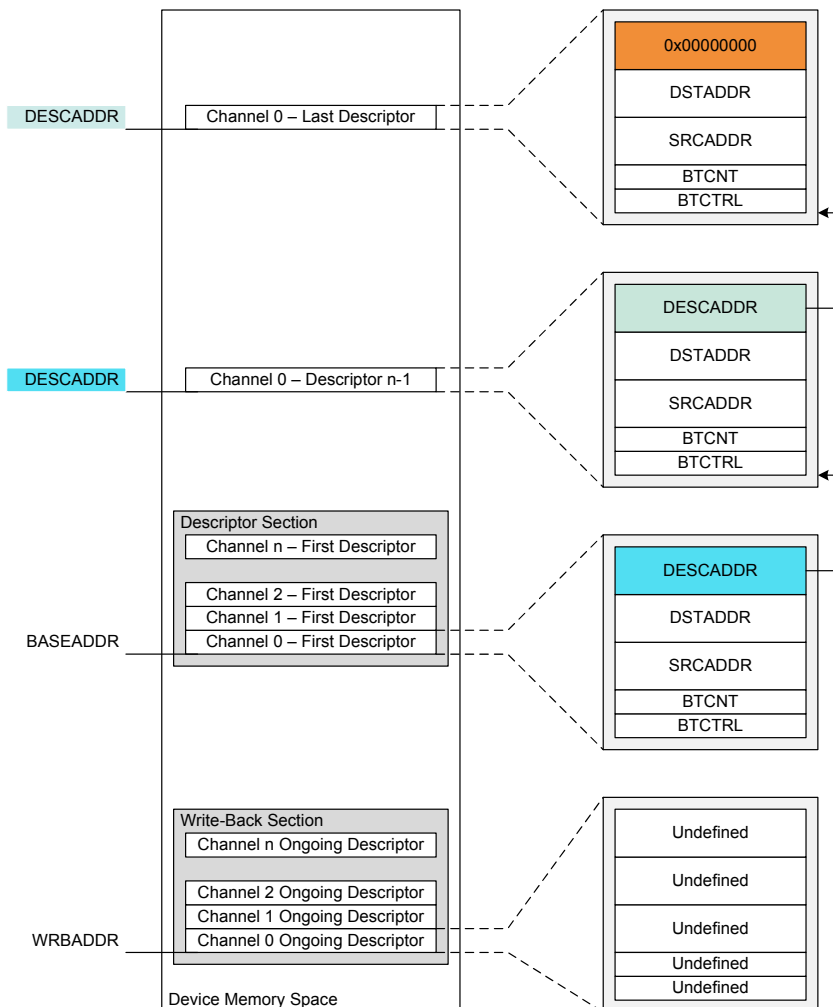 0x00000000
DSTADDR
DESCADDR
Channel 0 – Last Descriptor
SRCADDR
BTCNT
BTCTRL
DESCADDR
DSTADDR
DESCADDR
Channel 0 – Descriptor n-1
SRCADDR
BTCNT
BTCTRL
Descriptor Section
Channel n – First Descriptor
DESCADDR
Channel 2 – First Descriptor
Channel 1 – First Descriptor
DSTADDR
BASEADDR
Channel 0 – First Descriptor
SRCADDR
BTCNT
BTCTRL
Write-Back Section
Channel n Ongoing Descriptor
Undefined
Channel 2 Ongoing Descriptor
Undefined
Channel 1 Ongoing Descriptor
Undefined
WRBADDR
Channel 0 Ongoing Descriptor
Undefined
Undefined
Device Memory Space